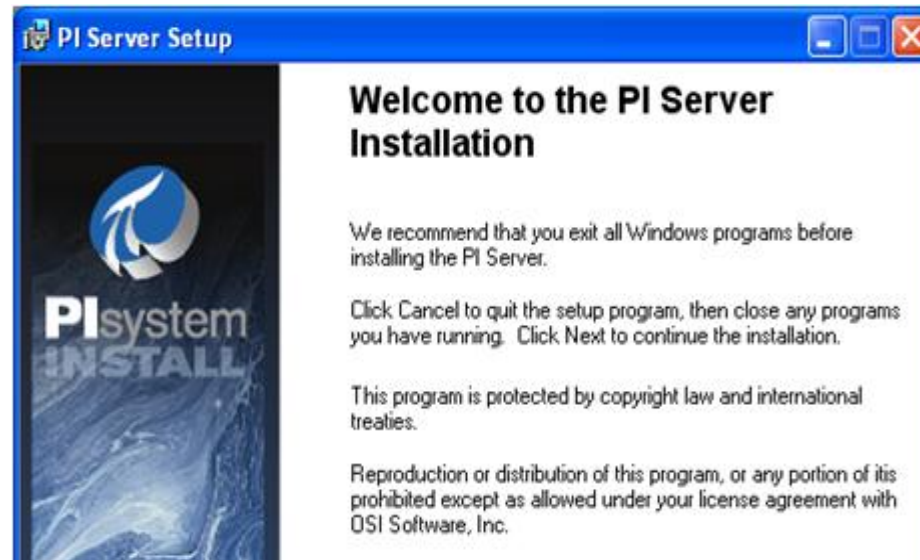 PI Server Setup
PIsystem
INSTALL
Welcome to the PI Server
Installation
We recommend that you exit all Windows programs before
installing the PI Server.
Click Cancel to quit the setup program, then close any programs
you have running. Click Next to continue the installation.
This program is protected by copyright law and international
treaties.
Reproduction or distribution of this program, or any portion of itis
prohibited except as allowed under your license agreement with
OSI Software, Inc.